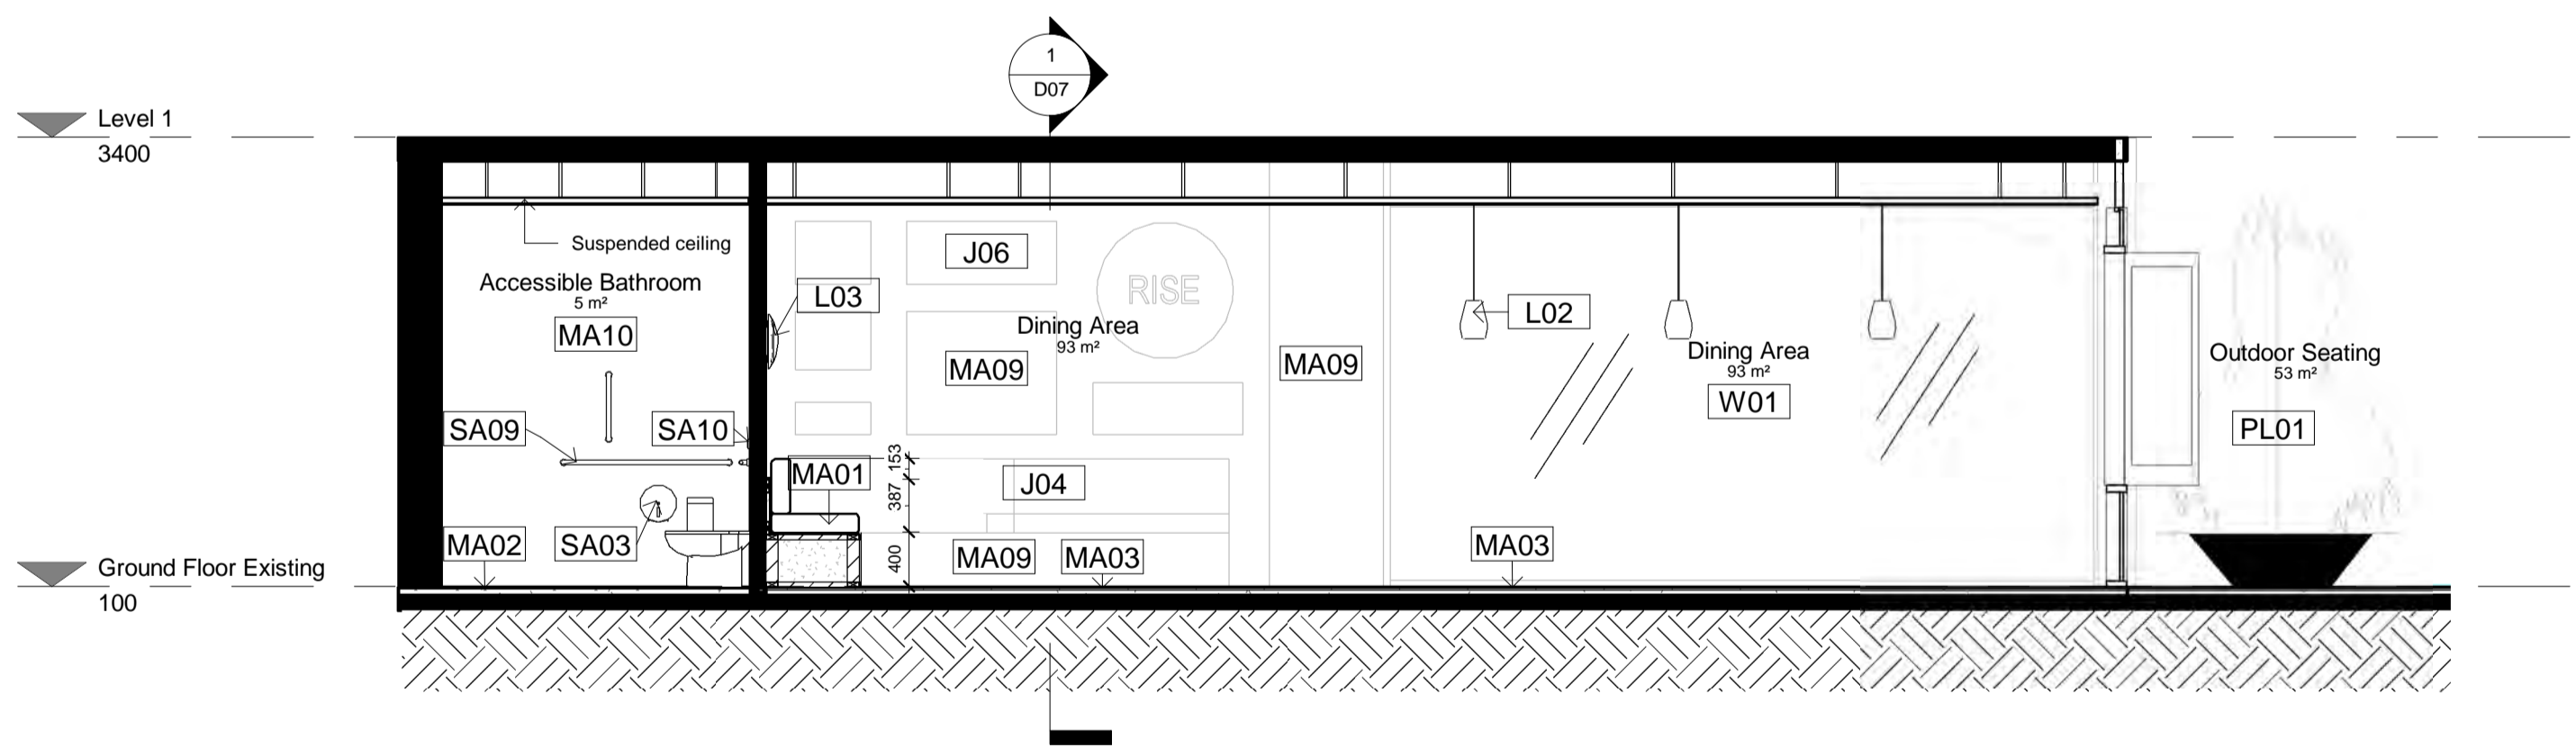 1
D07
Level 1
3400
Suspended ceiling
Accessible Bathroom
5 m²
MA10
L03
J06
RISE
Dining Area
93 m²
MA09
MA09
L02
Dining Area
93 m²
W01
Outdoor Seating
53 m²
PL01
SA09
SA10
MA01
153
387
400
J04
MA02
SA03
MA09
MA03
MA03
Ground Floor Existing
100